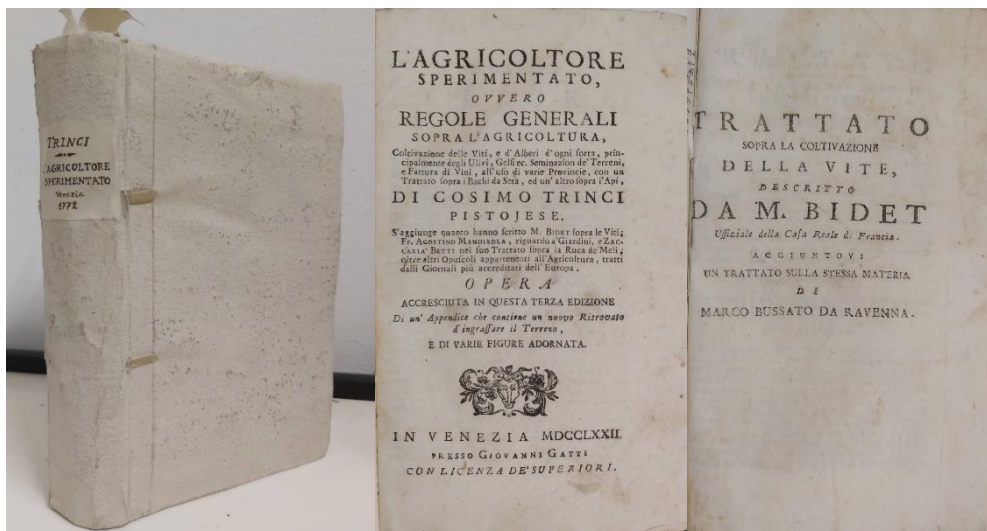 TRINCI
L'AGRICOLTORE
SPERIMENTATO
Venezia
1772
L'AGRICOLTORE
SPERIMENTATO,
OVVERO
REGOLE GENERALI
SOPRA L'AGRICOLTURA,
Coltivazione delle Viti, e d'Alberi d'ogni sorta, prin-
cipalmente degli Ulivi, Gelsi ec. Seminazioni de' Terreni,
e Fattura di Vini, all'uso di varie Provincie, con un
Trattato sopra i Bachi da Seta, ed un'altro sopra l'Api,
DI COSIMO TRINCI
PISTOJESE.
S'aggiunge quanto hanno scritto M. BIDET sopra le Viti;
Fr. AGOSTINO MANDIROLA, riguardo a' Giardini, e ZAC-
CARIA BETTI nel suo Trattato sopra la Ruca de' Meli,
oltre altri Opuscoli appartenenti all'Agricoltura, tratti
dalli Giornali più accreditati dell'Europa.
OPERA
ACCRESCIUTA IN QUESTA TERZA EDIZIONE
Di un' Appendice che contiene un nuovo Ritrovato
d'ingrassare il Terreno,
E DI VARIE FIGURE ADORNATA.
IN VENEZIA MDCCLXXII.
PRESSO GIOVANNI GATTI
CON LICENZA DE' SUPERIORI.
TRATTATO
SOPRA LA COLTIVAZIONE
DELLA VITE,
DESCRITTO
DA M. BIDET
Uffiziale della Casa Reale di Francia.
AGGIUNTOVI
UN TRATTATO SULLA STESSA MATERIA
DI
MARCO BUSSATO DA RAVENNA.